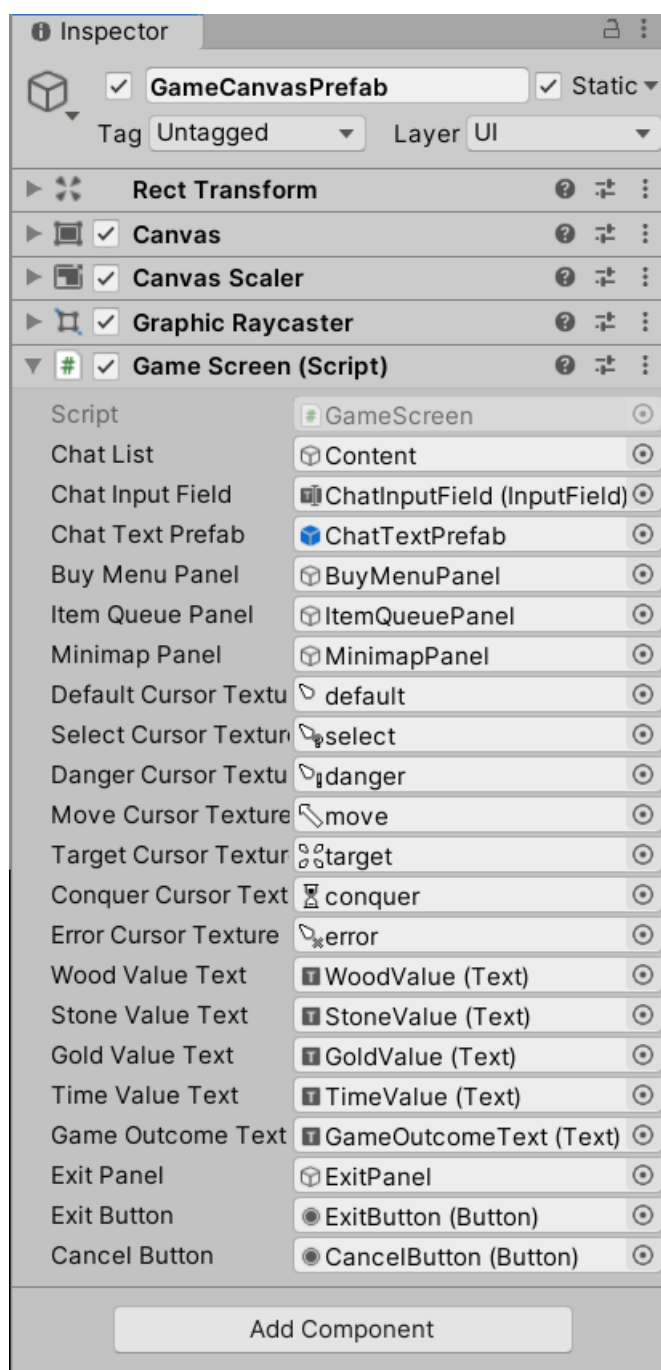 Inspector
GameCanvasPrefab Static
Tag Untagged Layer UI
Rect Transform
Canvas
Canvas Scaler
Graphic Raycaster
# Game Screen (Script)
Script # GameScreen
Chat List Content
Chat Input Field ChatInputField (InputField)
Chat Text Prefab ChatTextPrefab
Buy Menu Panel BuyMenuPanel
Item Queue Panel ItemQueuePanel
Minimap Panel MinimapPanel
Default Cursor Textu default
Select Cursor Textur select
Danger Cursor Textu danger
Move Cursor Texture move
Target Cursor Textur target
Conquer Cursor Text conquer
Error Cursor Texture error
Wood Value Text WoodValue (Text)
Stone Value Text StoneValue (Text)
Gold Value Text GoldValue (Text)
Time Value Text TimeValue (Text)
Game Outcome Text GameOutcomeText (Text)
Exit Panel ExitPanel
Exit Button ExitButton (Button)
Cancel Button CancelButton (Button)
Add Component